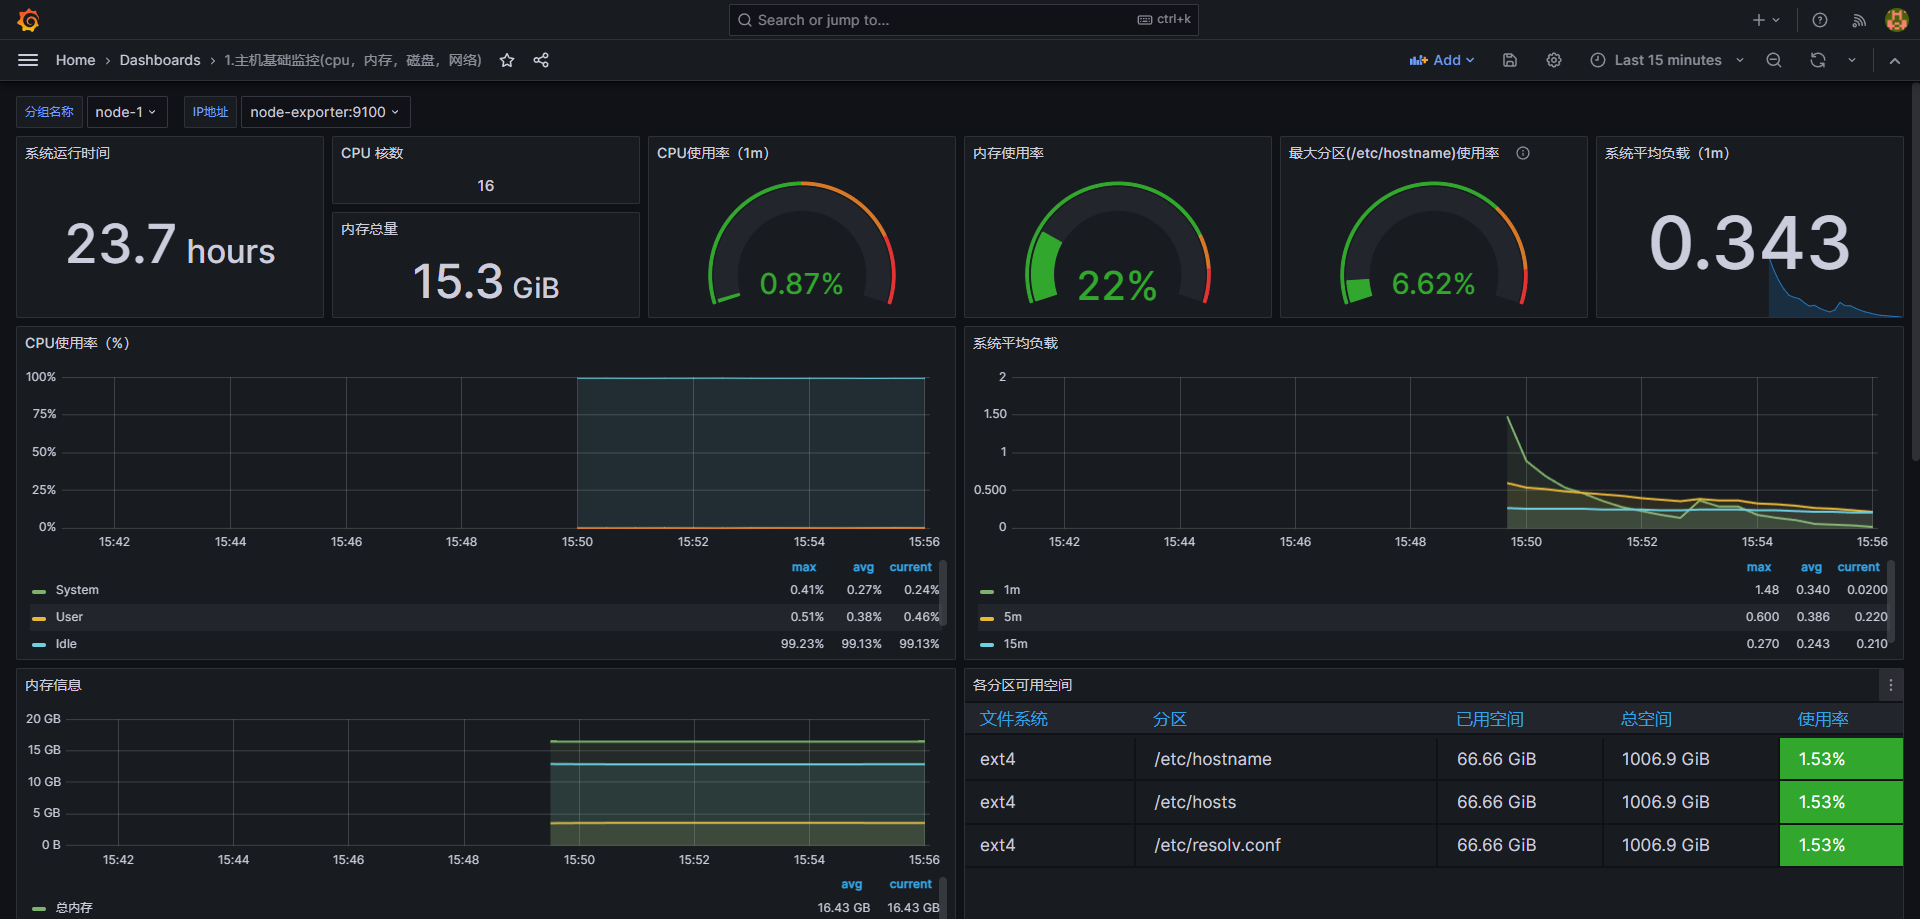 Search or jump to... ctrl+k
Home › Dashboards › 1.主机基础监控(cpu，内存，磁盘，网络)
Add
Last 15 minutes
分组名称 node-1 IP地址 node-exporter:9100
系统运行时间
23.7 hours
CPU 核数
16
内存总量
15.3 GiB
CPU使用率（1m）
0.87%
内存使用率
22%
最大分区(/etc/hostname)使用率
6.62%
系统平均负载（1m）
0.343
CPU使用率（%）
100%
75%
50%
25%
0%
15:42 15:44 15:46 15:48 15:50 15:52 15:54 15:56
max avg current
System 0.41% 0.27% 0.24%
User 0.51% 0.38% 0.46%
Idle 99.23% 99.13% 99.13%
系统平均负载
2
1.50
1
0.500
0
15:42 15:44 15:46 15:48 15:50 15:52 15:54 15:56
max avg current
1m 1.48 0.340 0.0200
5m 0.600 0.386 0.220
15m 0.270 0.243 0.210
内存信息
20 GB
15 GB
10 GB
5 GB
0 B
15:42 15:44 15:46 15:48 15:50 15:52 15:54 15:56
avg current
总内存 16.43 GB 16.43 GB
各分区可用空间
文件系统 分区 已用空间 总空间 使用率
ext4 /etc/hostname 66.66 GiB 1006.9 GiB 1.53%
ext4 /etc/hosts 66.66 GiB 1006.9 GiB 1.53%
ext4 /etc/resolv.conf 66.66 GiB 1006.9 GiB 1.53%